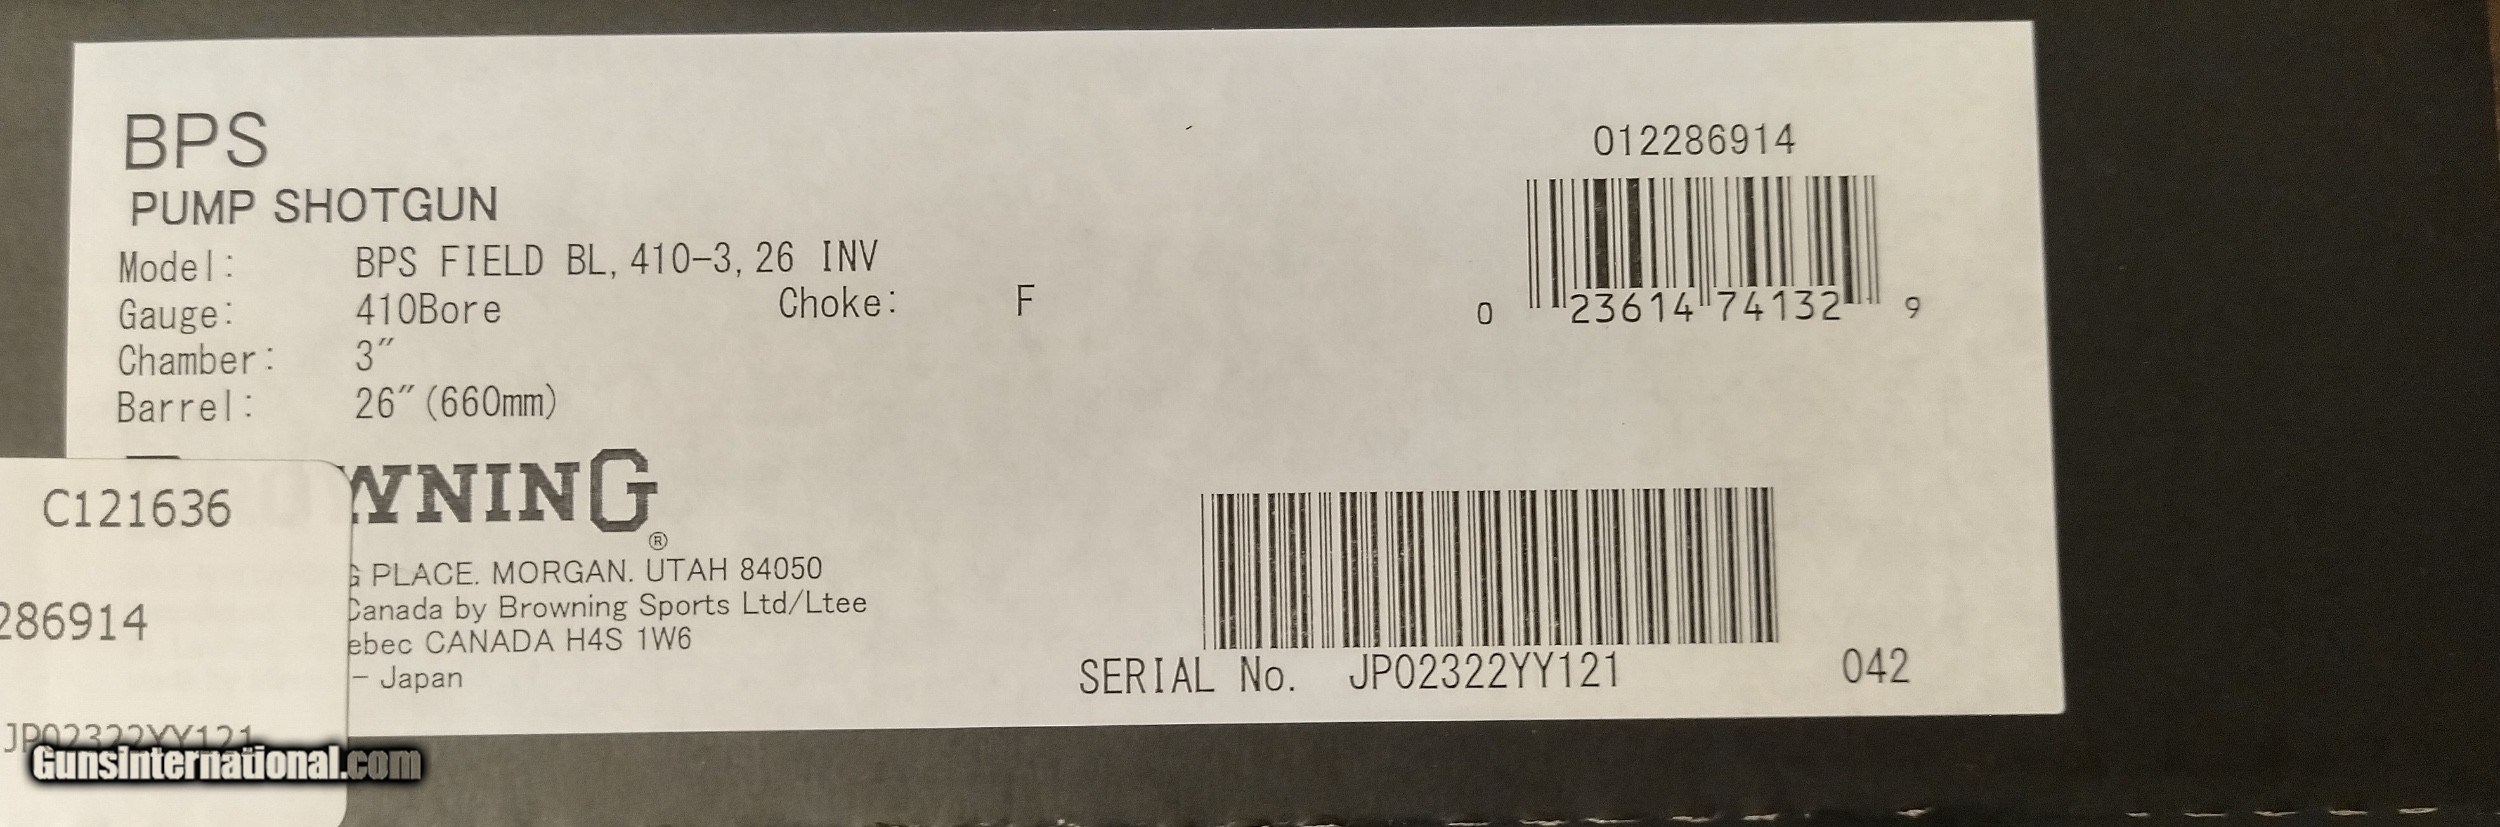 BPS
PUMP SHOTGUN
Model: BPS FIELD BL, 410-3, 26 INV
Gauge: 410Bore Choke: F
Chamber: 3"
Barrel: 26" (660mm)
012286914
0 23614 74132 9
WNING®
G PLACE. MORGAN. UTAH 84050
Canada by Browning Sports Ltd/Ltee
ebec CANADA H4S 1W6
- Japan
SERIAL No. JP02322YY121 042
C121636
286914
JP02322YY121
GunsInternational.com